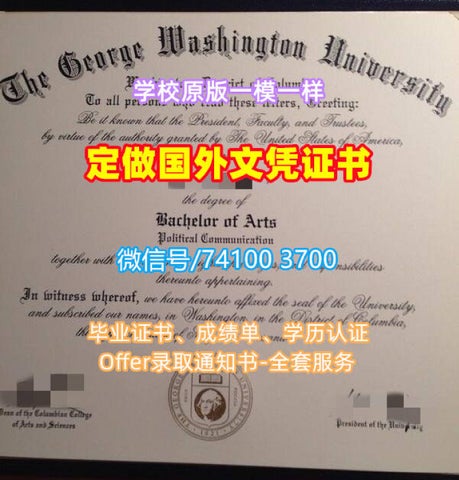 The George Washington University
学校原版一模一样
To all persons who read these letters, Greeting:
Be it known that the President, Faculty, and Trustees,
by virtue of the authority granted by The United States of America,
定做国外文凭证书
the degree of
Bachelor of Arts
Political Communication
微信号/74100 3700
together with
thereunto appertaining.
In witness whereof, we have hereunto affixed the seal of the University,
and subscribed our names, in Washington, in the District of Columbia,
毕业证书、成绩单、学历认证
Offer录取通知书-全套服务
Dean of the Columbian College
of Arts and Sciences
President of the University